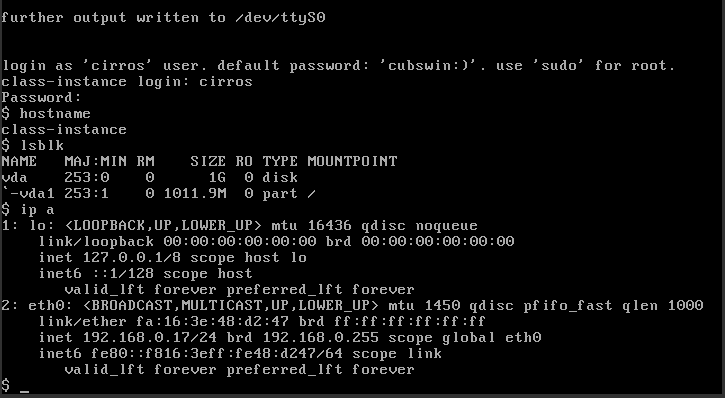 further output written to /dev/ttyS0
login as 'cirros' user. default password: 'cubswin:)'. use 'sudo' for root.
class-instance login: cirros
Password:
$ hostname
class-instance
$ lsblk
NAME   MAJ:MIN RM    SIZE RO TYPE MOUNTPOINT
vda    253:0    0      1G  0 disk
`-vda1 253:1    0 1011.9M  0 part /
$ ip a
1: lo: <LOOPBACK,UP,LOWER_UP> mtu 16436 qdisc noqueue
    link/loopback 00:00:00:00:00:00 brd 00:00:00:00:00:00
    inet 127.0.0.1/8 scope host lo
    inet6 ::1/128 scope host
       valid_lft forever preferred_lft forever
2: eth0: <BROADCAST,MULTICAST,UP,LOWER_UP> mtu 1450 qdisc pfifo_fast qlen 1000
    link/ether fa:16:3e:48:d2:47 brd ff:ff:ff:ff:ff:ff
    inet 192.168.0.17/24 brd 192.168.0.255 scope global eth0
    inet6 fe80::f816:3eff:fe48:d247/64 scope link
       valid_lft forever preferred_lft forever
$ _